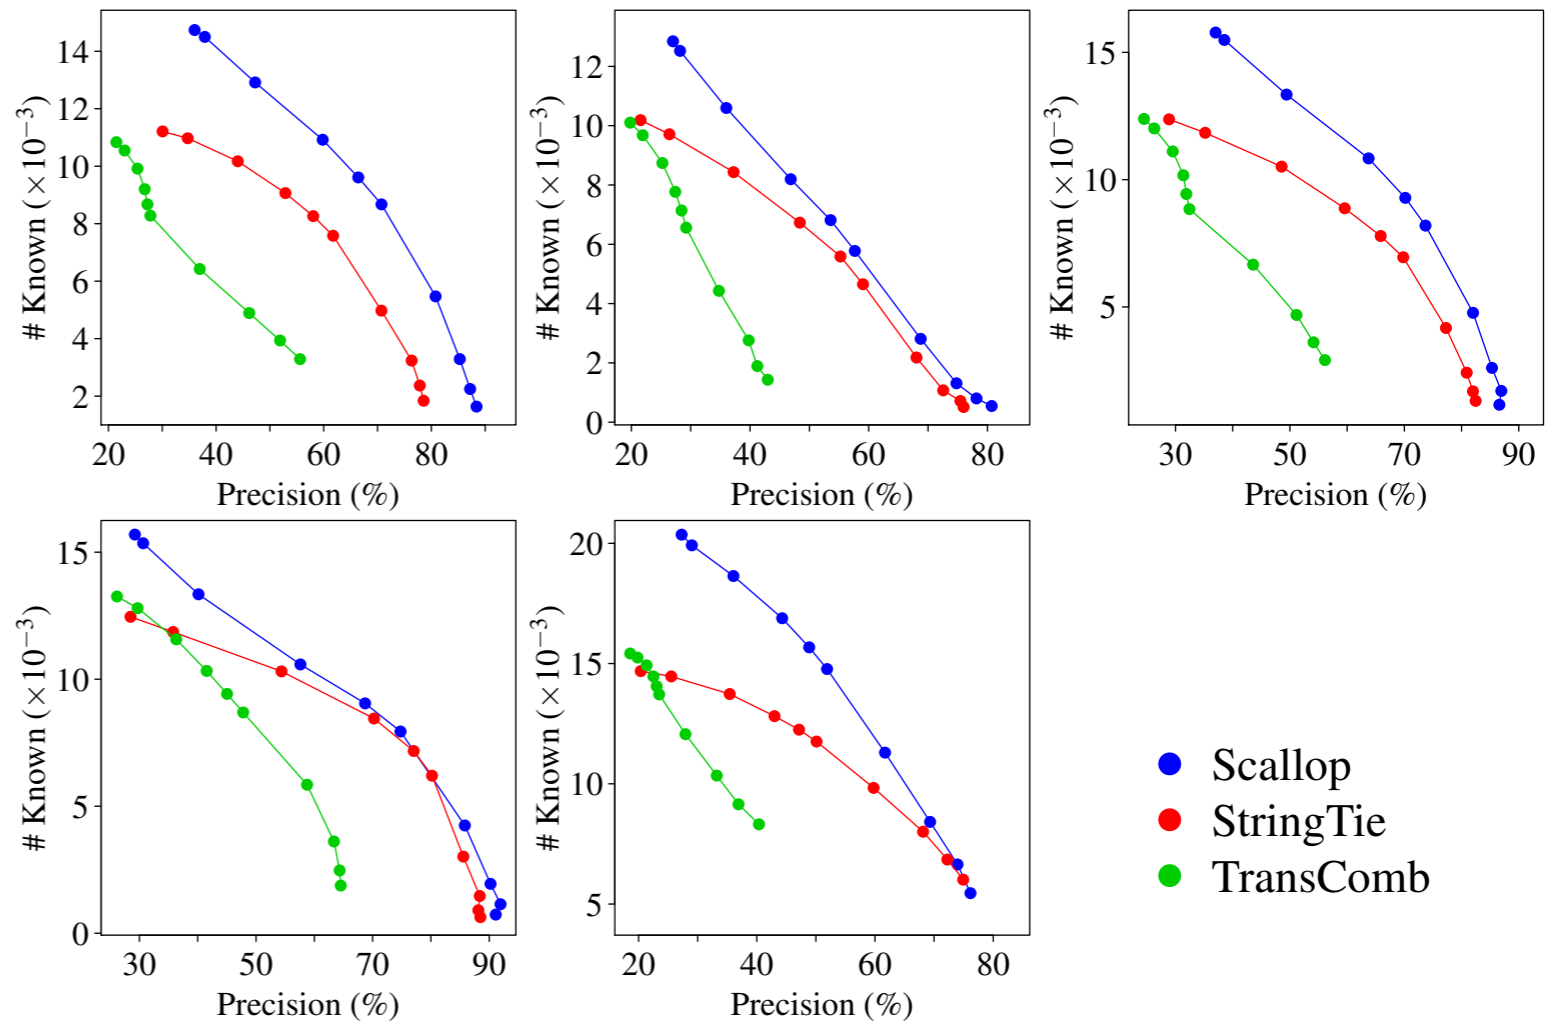 14
12
10
8
6
4
2
# Known (×10⁻³)
20 40 60 80
Precision (%)
12
10
8
6
4
2
0
# Known (×10⁻³)
20 40 60 80
Precision (%)
15
10
5
# Known (×10⁻³)
30 50 70 90
Precision (%)
15
10
5
0
# Known (×10⁻³)
30 50 70 90
Precision (%)
20
15
10
5
# Known (×10⁻³)
20 40 60 80
Precision (%)
Scallop
StringTie
TransComb